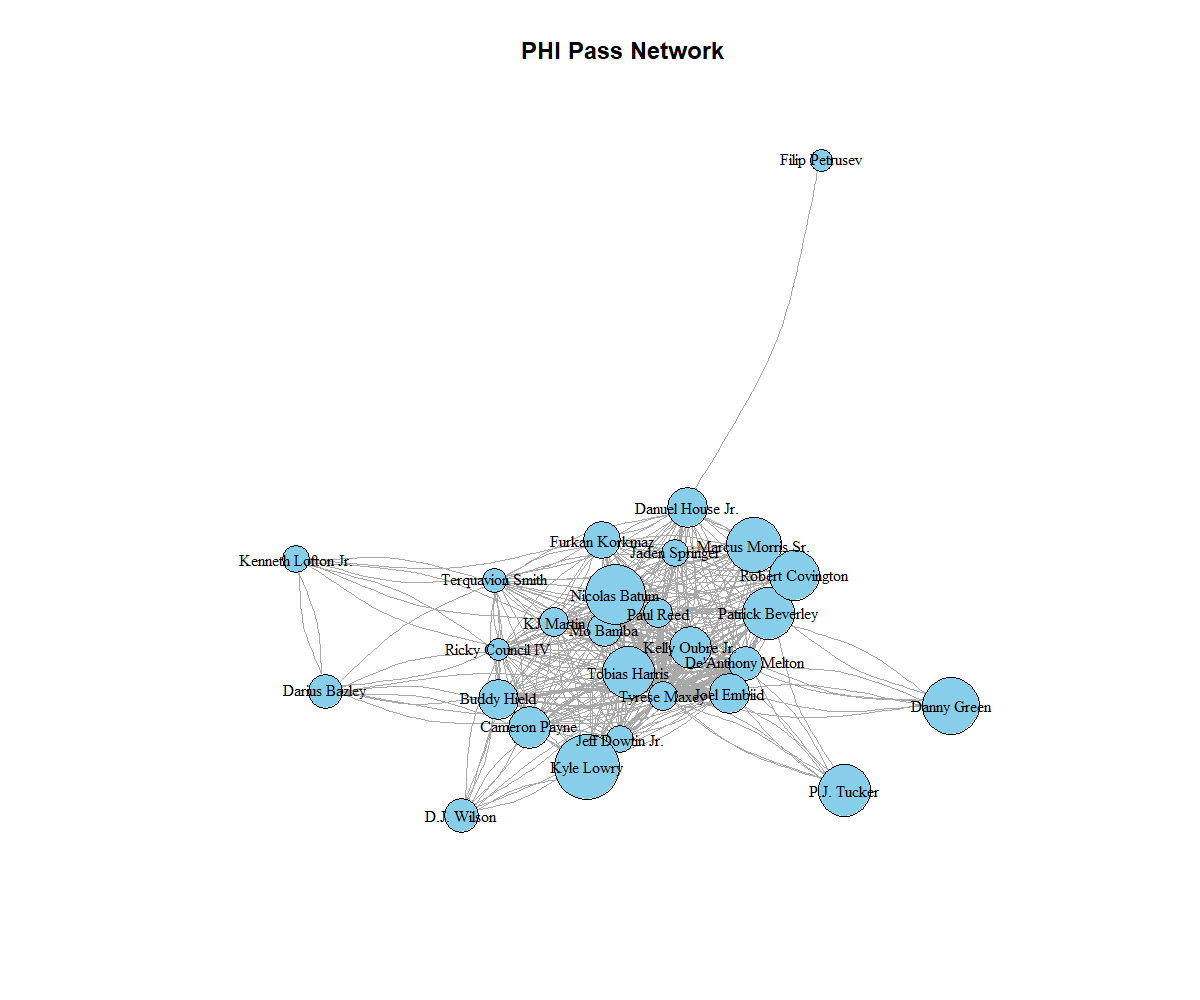 PHI Pass Network
Filip Petrusev
Danuel House Jr.
Furkan Korkmaz
Marcus Morris Sr.
Jaden Springer
Kenneth Lofton Jr.
Robert Covington
Terquavion Smith
Nicolas Batum
Paul Reed
Patrick Beverley
KJ Martin
Mo Bamba
Kelly Oubre Jr.
Ricky Council IV
De'Anthony Melton
Tobias Harris
Darius Bazley
Tyrese Maxey
Joel Embiid
Buddy Hield
Danny Green
Cameron Payne
Jeff Dowtin Jr.
Kyle Lowry
P.J. Tucker
D.J. Wilson